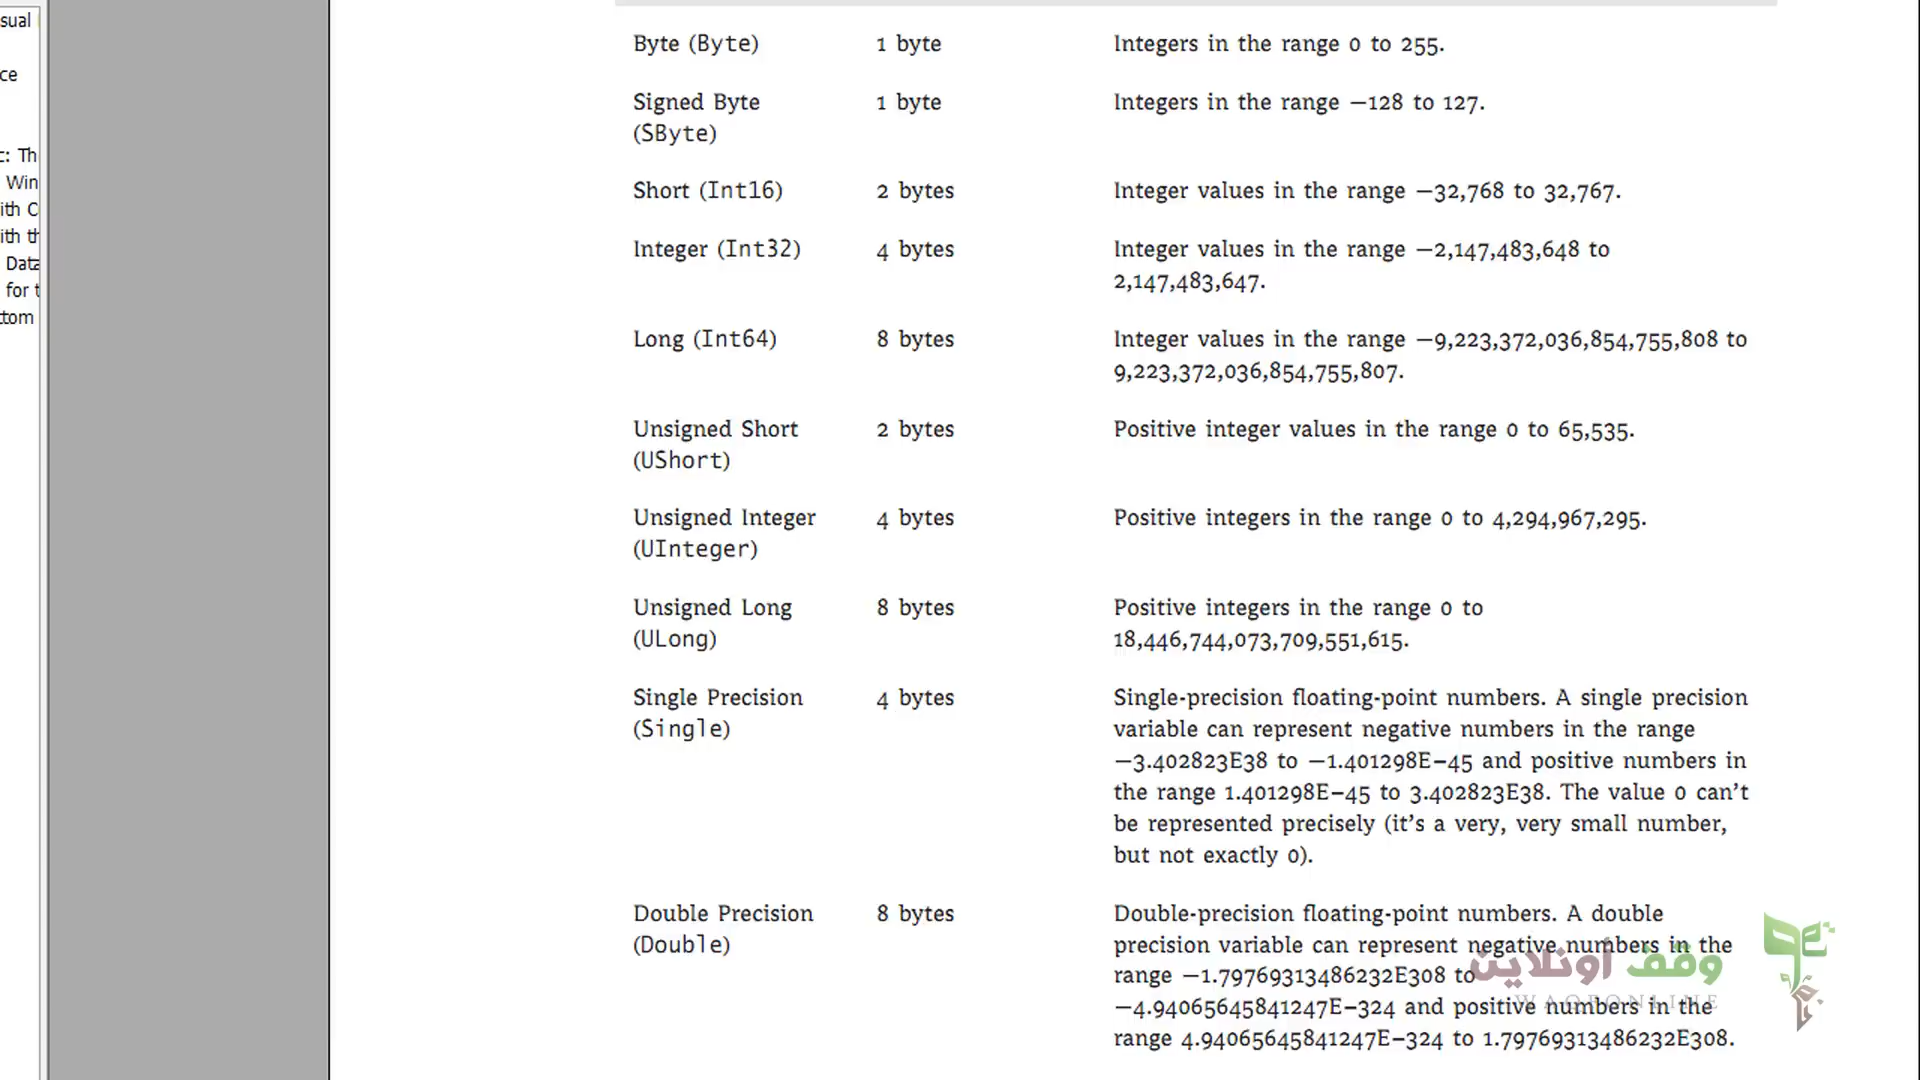 sual
ce
c: Th
Win
ith C
ith th
Data
for t
ttom
Byte (Byte) 1 byte Integers in the range 0 to 255.
Signed Byte 1 byte Integers in the range –128 to 127.
(SByte)
Short (Int16) 2 bytes Integer values in the range –32,768 to 32,767.
Integer (Int32) 4 bytes Integer values in the range –2,147,483,648 to
2,147,483,647.
Long (Int64) 8 bytes Integer values in the range –9,223,372,036,854,755,808 to
9,223,372,036,854,755,807.
Unsigned Short 2 bytes Positive integer values in the range 0 to 65,535.
(UShort)
Unsigned Integer 4 bytes Positive integers in the range 0 to 4,294,967,295.
(UInteger)
Unsigned Long 8 bytes Positive integers in the range 0 to
(ULong) 18,446,744,073,709,551,615.
Single Precision 4 bytes Single-precision floating-point numbers. A single precision
(Single) variable can represent negative numbers in the range
–3.402823E38 to –1.401298E–45 and positive numbers in
the range 1.401298E–45 to 3.402823E38. The value 0 can’t
be represented precisely (it’s a very, very small number,
but not exactly 0).
Double Precision 8 bytes Double-precision floating-point numbers. A double
(Double) precision variable can represent negative numbers in the
range –1.79769313486232E308 to
–4.94065645841247E–324 and positive numbers in the
range 4.94065645841247E–324 to 1.79769313486232E308.
وقف أونلاين
WAQFONLINE